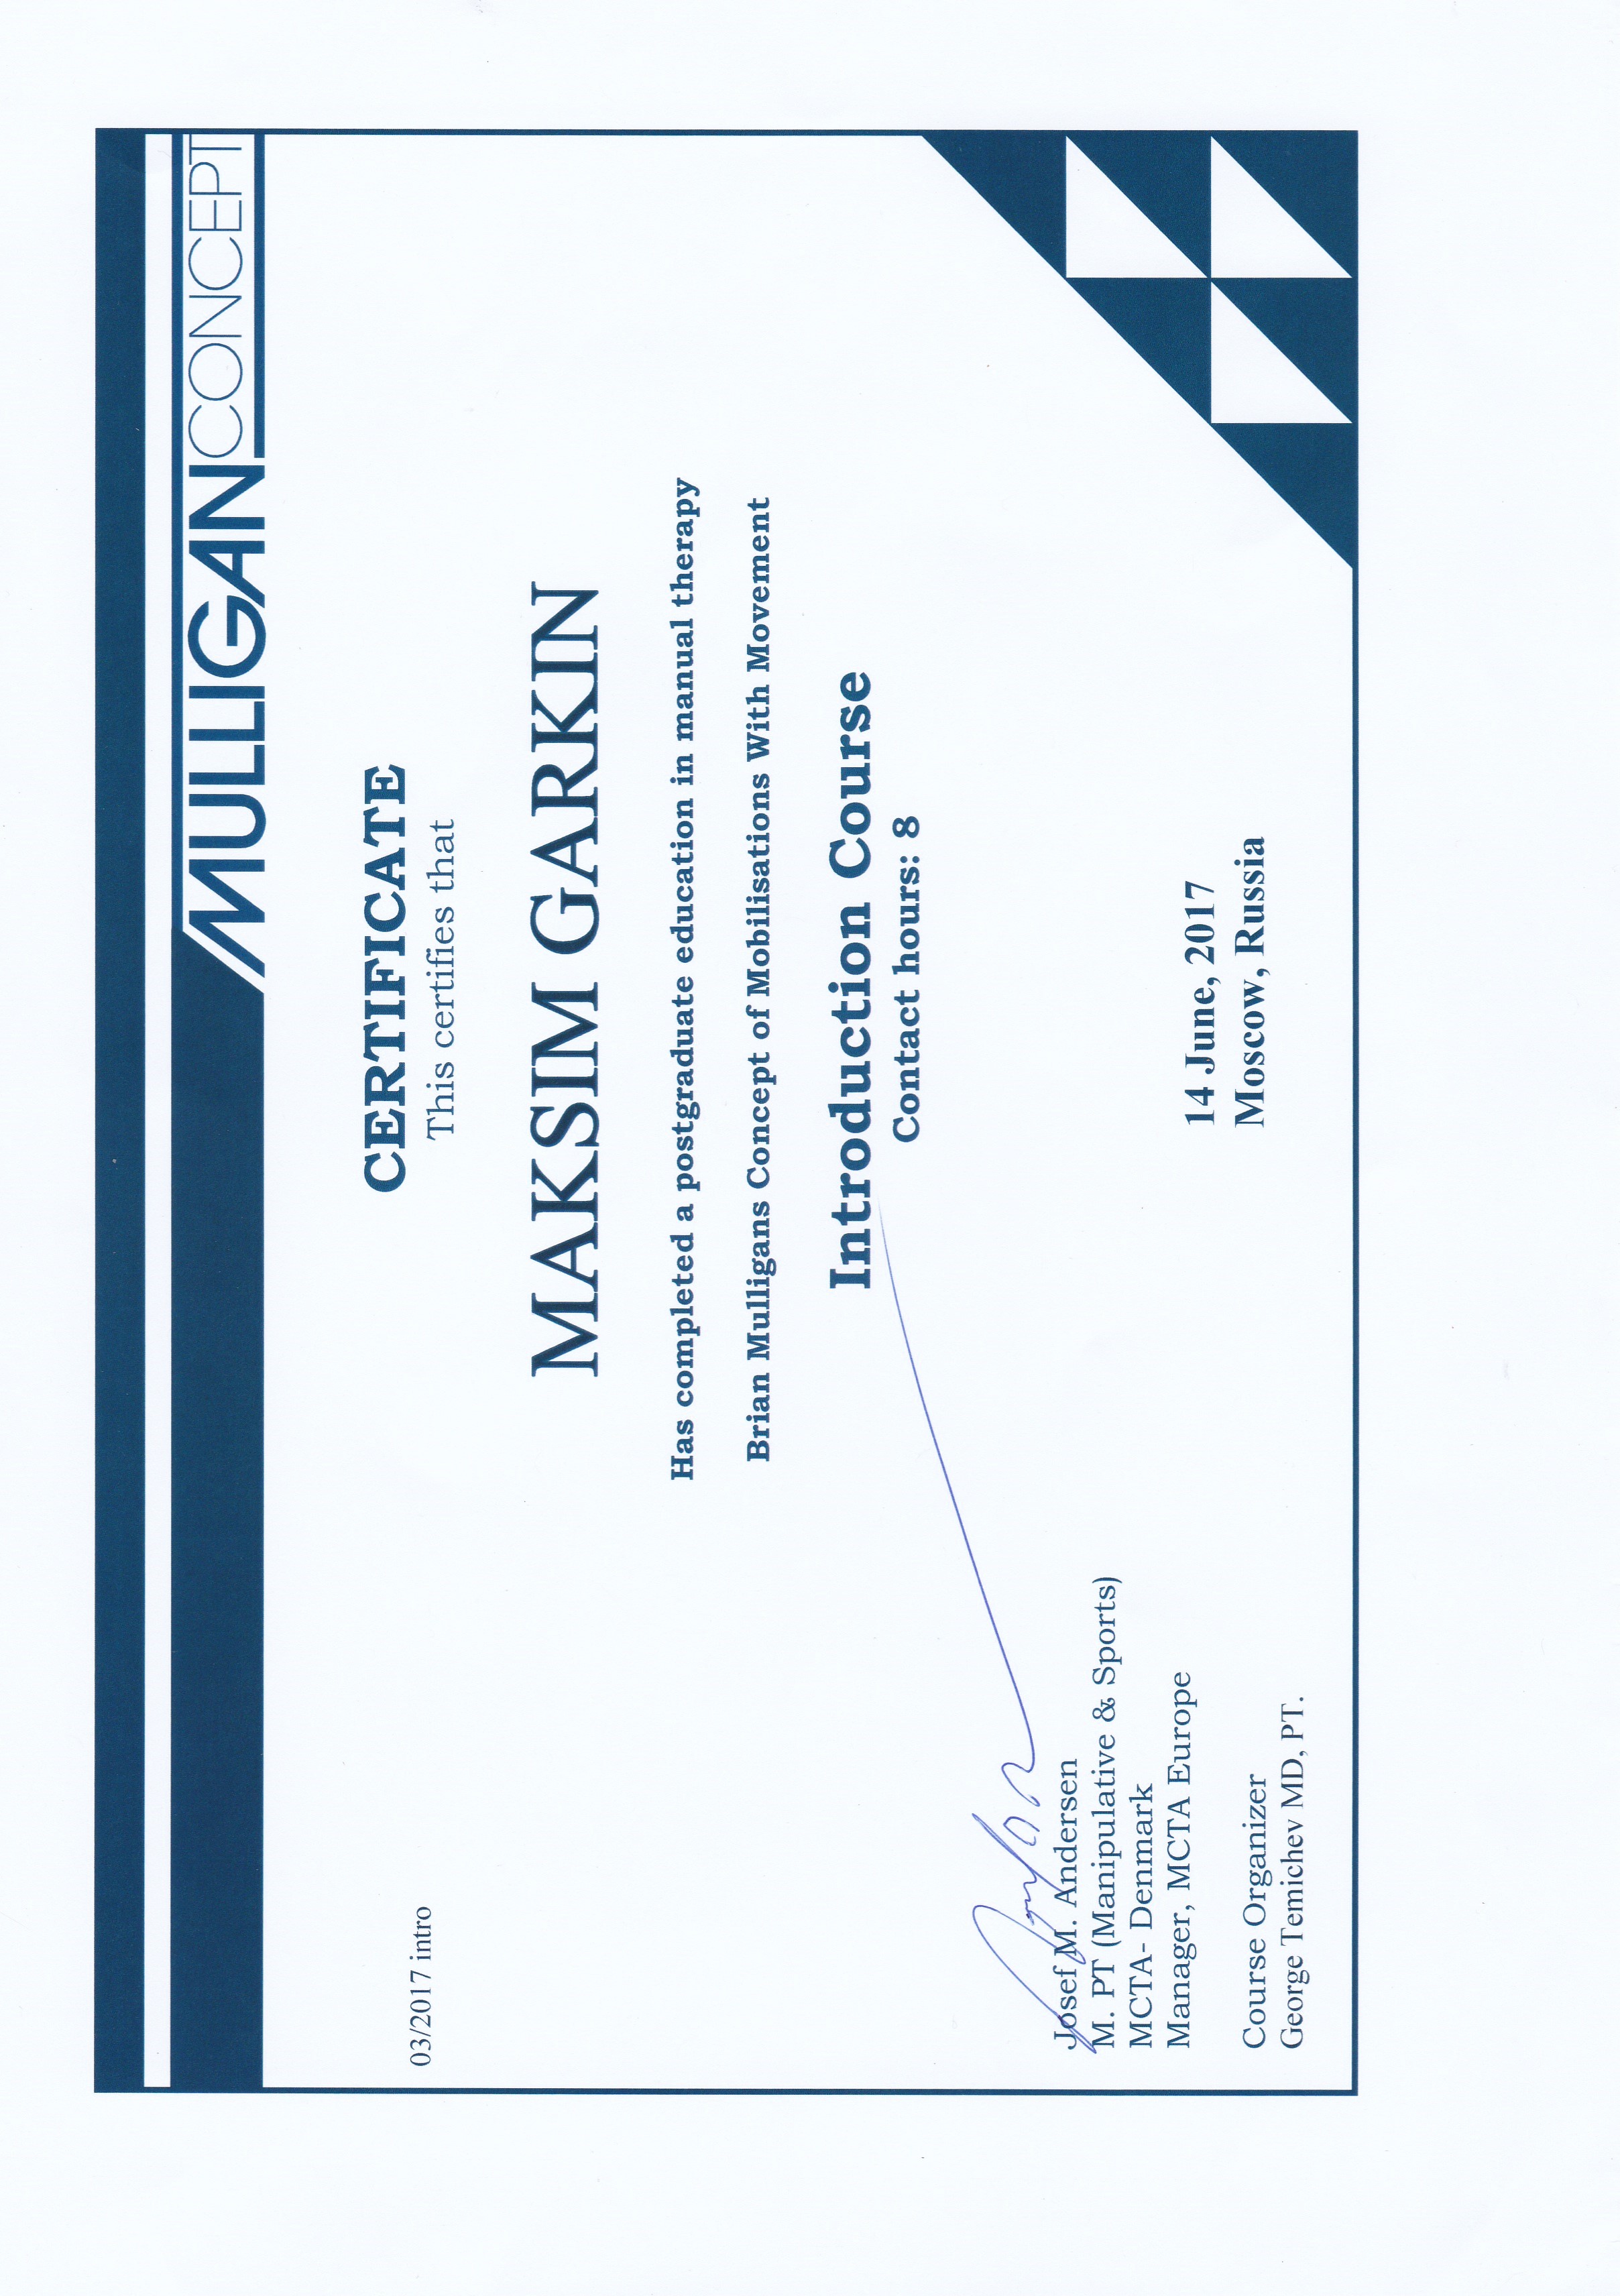 MULLIGANCONCEPT
CERTIFICATE
03/2017 intro
This certifies that
MAKSIM GARKIN
Has completed a postgraduate education in manual therapy
Brian Mulligans Concept of Mobilisations With Movement
Introduction Course
Contact hours: 8
Josef M. Andersen
M. PT (Manipulative & Sports)
MCTA- Denmark
Manager, MCTA Europe
Course Organizer
George Temichev MD, PT.
14 June, 2017
Moscow, Russia